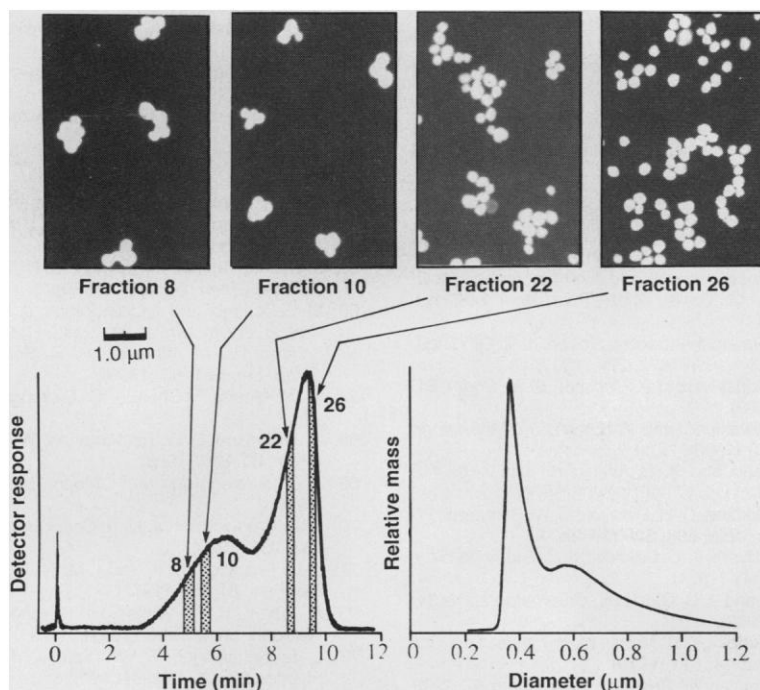 Fraction 8
Fraction 10
Fraction 22
Fraction 26
1.0 µm
Detector response
8
10
22
26
0 2 4 6 8 10 12
Time (min)
Relative mass
0 0.2 0.4 0.6 0.8 1.0 1.2
Diameter (µm)